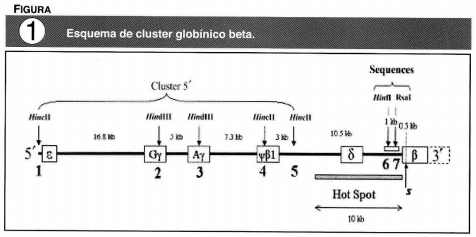 FIGURA
1 Esquema de cluster globínico beta.
Sequences
Cluster 5´
HinfI RsaI
HincII HindIII HindIII HincII HincII
1 kb 0.5 kb
16.8 kb 5 kb 7.3 kb 3 kb 10.5 kb
5´ ε Gγ Aγ ψβ1 δ β 3´
1 2 3 4 5 6 7 s
Hot Spot
10 kb